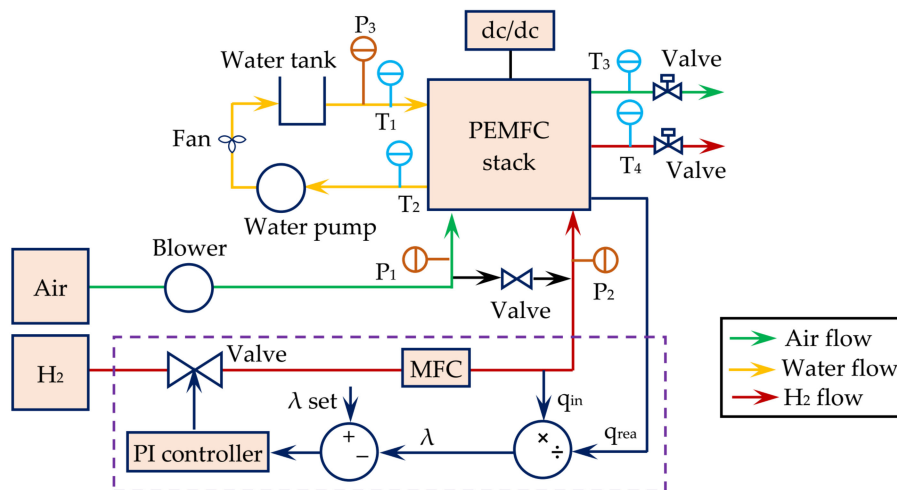 dc/dc
P3
Water tank
T1
T3
Valve
PEMFC
stack
Fan
T2
T4
Valve
Water pump
Blower
Air
P1
Valve
P2
H2
Valve
MFC
λ set
qin
qrea
λ
+
−
×
÷
PI controller
Air flow
Water flow
H2 flow